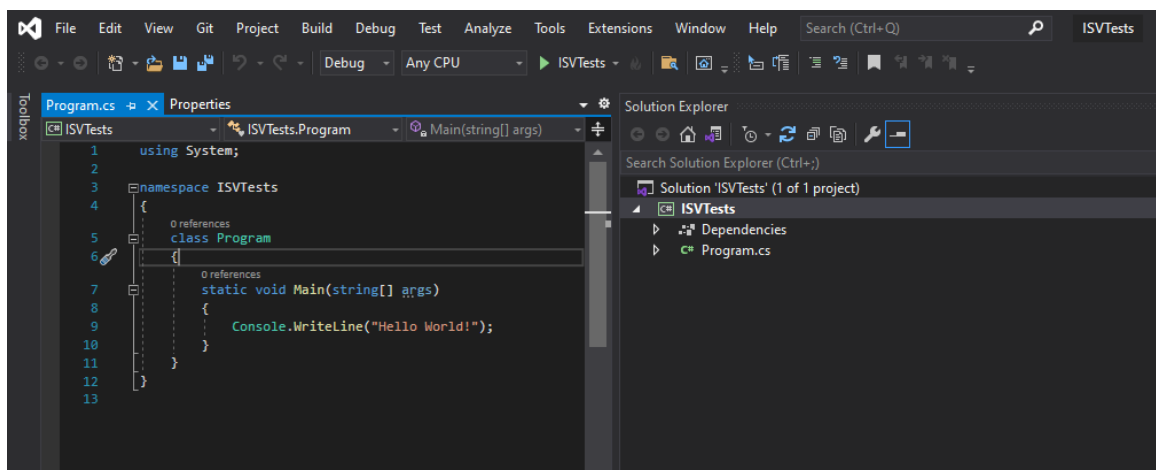 File Edit View Git Project Build Debug Test Analyze Tools Extensions Window Help Search (Ctrl+Q) ISVTests
Debug Any CPU ISVTests
Toolbox
Program.cs Properties
C# ISVTests ISVTests.Program Main(string[] args)
1 using System;
2
3 namespace ISVTests
4 {
0 references
5 class Program
6 {
0 references
7 static void Main(string[] args)
8 {
9 Console.WriteLine("Hello World!");
10 }
11 }
12 }
13
Solution Explorer
Search Solution Explorer (Ctrl+;)
Solution 'ISVTests' (1 of 1 project)
C# ISVTests
Dependencies
C# Program.cs